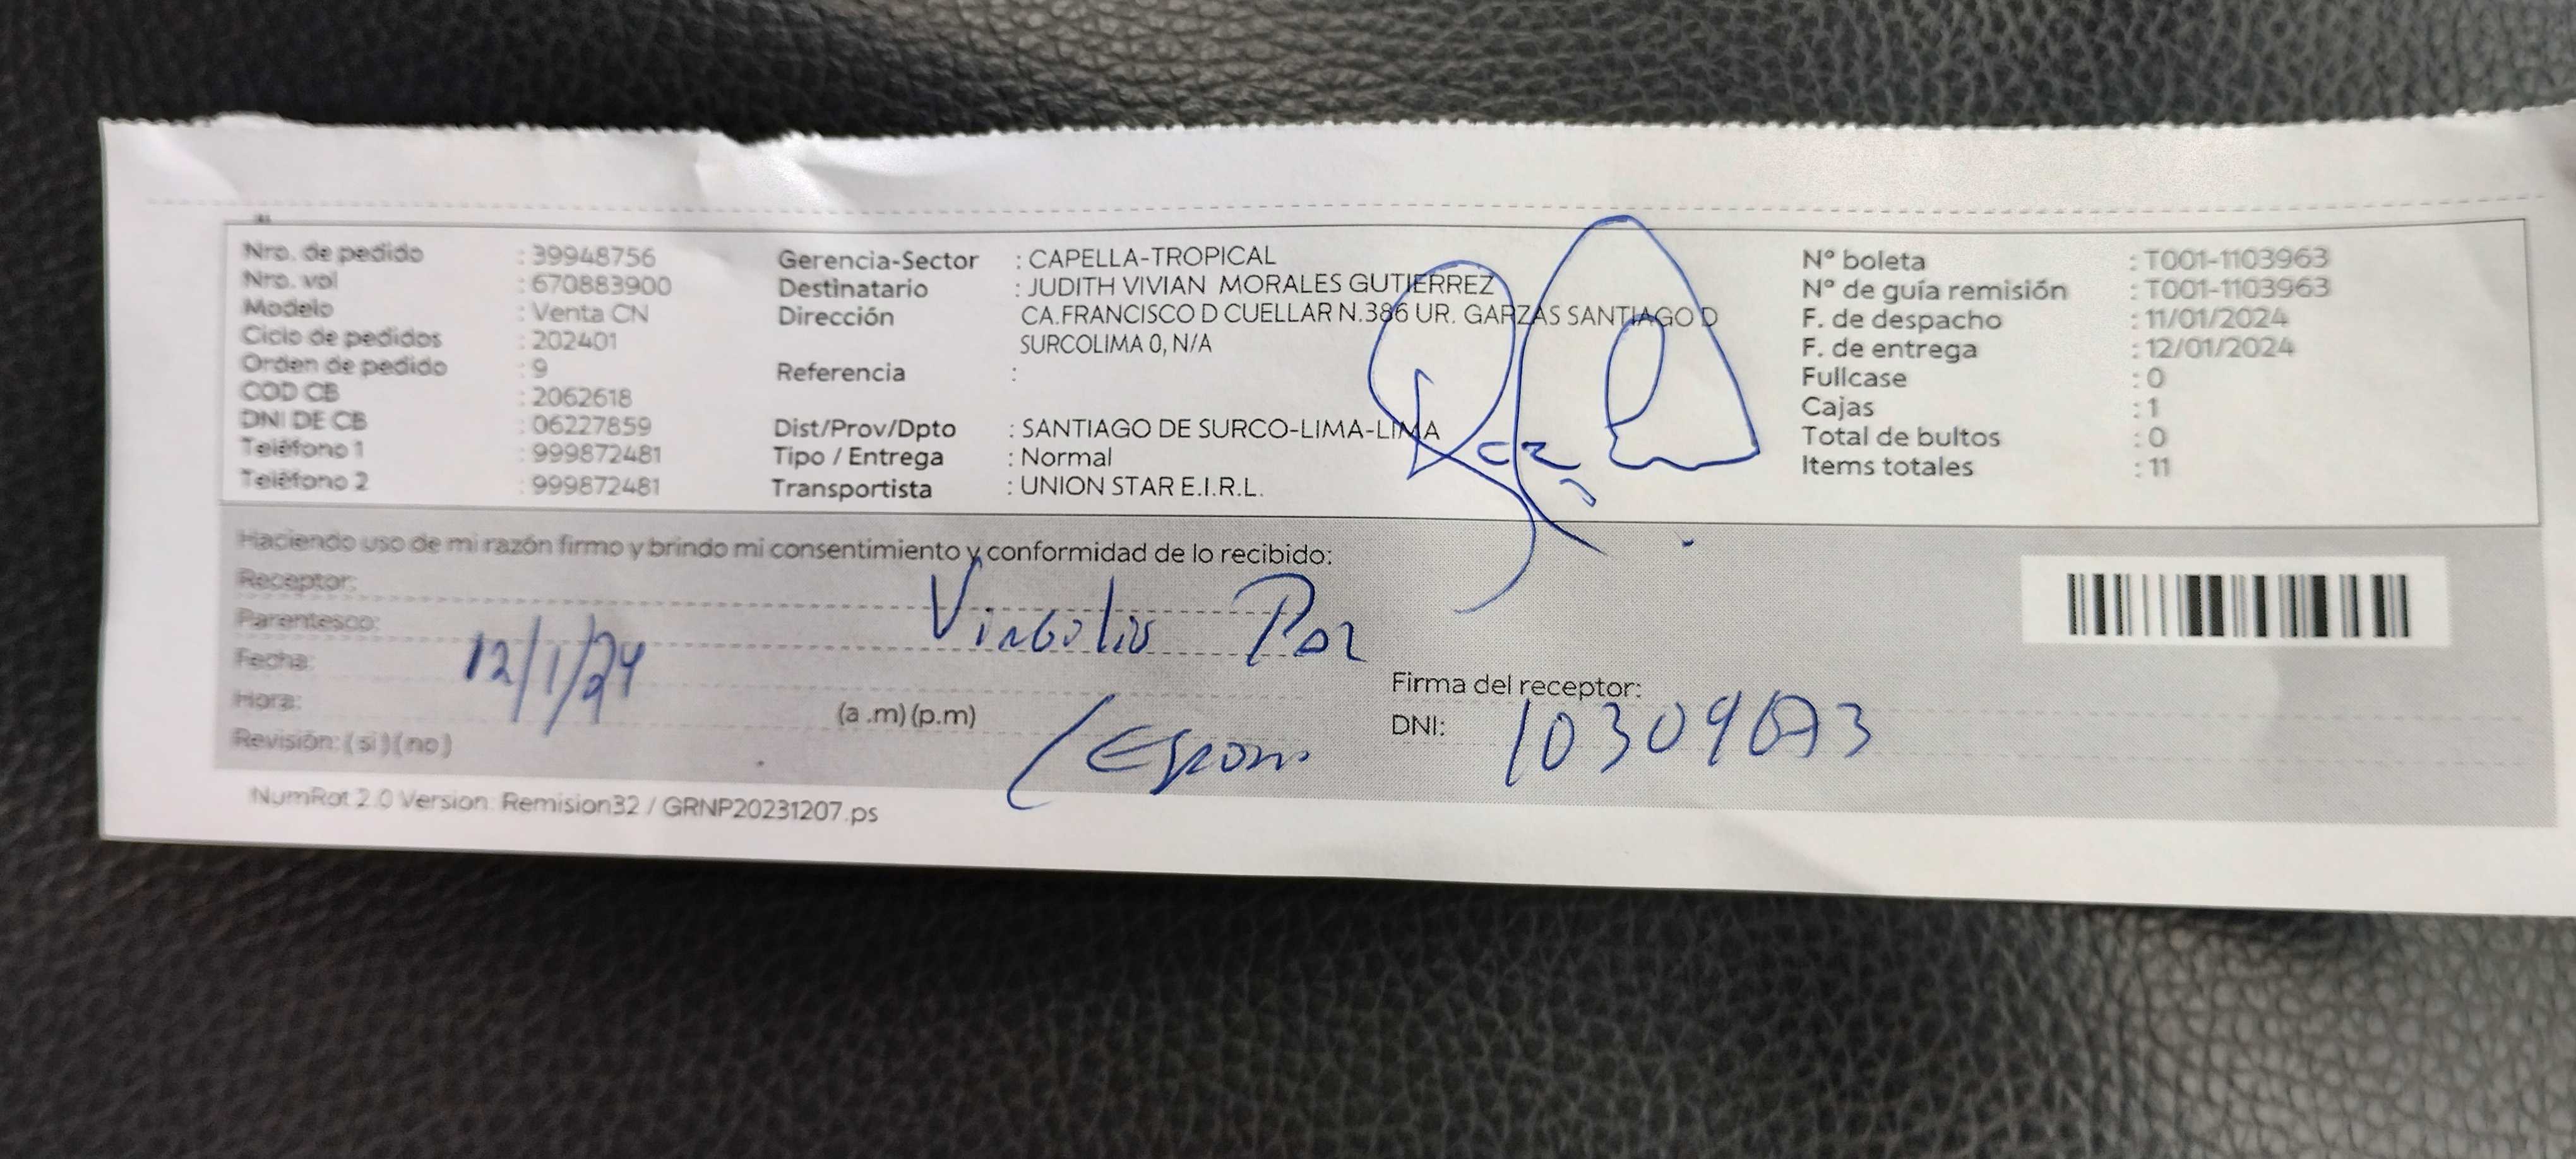 Nro. de pedido : 39948756
Nro. vol : 670883900
Modelo : Venta CN
Ciclo de pedidos : 202401
Orden de pedido : 9
COD CB : 2062618
DNI DE CB : 06227859
Teléfono 1 : 999872481
Teléfono 2 : 999872481
Gerencia-Sector : CAPELLA-TROPICAL
Destinatario : JUDITH VIVIAN MORALES GUTIERREZ
Dirección CA.FRANCISCO D CUELLAR N.386 UR. GARZAS SANTIAGO D
SURCOLIMA 0, N/A
Referencia :
Dist/Prov/Dpto : SANTIAGO DE SURCO-LIMA-LIMA
Tipo / Entrega : Normal
Transportista : UNION STAR E.I.R.L.
N° boleta : T001-1103963
N° de guía remisión : T001-1103963
F. de despacho : 11/01/2024
F. de entrega : 12/01/2024
Fullcase : 0
Cajas : 1
Total de bultos : 0
Items totales : 11
Haciendo uso de mi razón firmo y brindo mi consentimiento y conformidad de lo recibido:
Receptor:
Parentesco:
Fecha: 12/1/24
Hora: (a .m) (p.m)
Revisión: ( si ) ( no )
Firma del receptor:
DNI:
NumRot 2.0 Version: Remision32 / GRNP20231207.ps